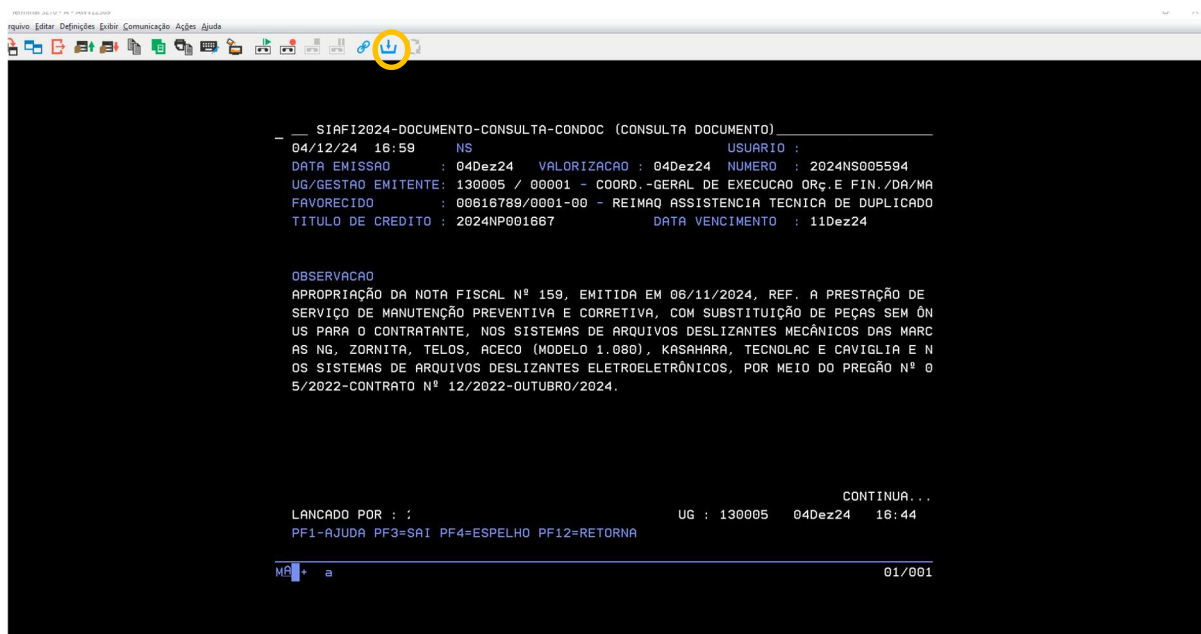 Terminal 3270 - A - AWVEZ369
rquivo Editar Definições Exibir Comunicação Ações Ajuda
__ SIAFI2024-DOCUMENTO-CONSULTA-CONDOC (CONSULTA DOCUMENTO)___________________
04/12/24 16:59 NS USUARIO :
DATA EMISSAO : 04Dez24 VALORIZACAO : 04Dez24 NUMERO : 2024NS005594
UG/GESTAO EMITENTE: 130005 / 00001 - COORD.-GERAL DE EXECUCAO ORç.E FIN./DA/MA
FAVORECIDO : 00616789/0001-00 - REIMAQ ASSISTENCIA TECNICA DE DUPLICADO
TITULO DE CREDITO : 2024NP001667 DATA VENCIMENTO : 11Dez24
OBSERVACAO
APROPRIAÇÃO DA NOTA FISCAL Nº 159, EMITIDA EM 06/11/2024, REF. A PRESTAÇÃO DE
SERVIÇO DE MANUTENÇÃO PREVENTIVA E CORRETIVA, COM SUBSTITUIÇÃO DE PEÇAS SEM ÔN
US PARA O CONTRATANTE, NOS SISTEMAS DE ARQUIVOS DESLIZANTES MECÂNICOS DAS MARC
AS NG, ZORNITA, TELOS, ACECO (MODELO 1.080), KASAHARA, TECNOLAC E CAVIGLIA E N
OS SISTEMAS DE ARQUIVOS DESLIZANTES ELETROELETRÔNICOS, POR MEIO DO PREGÃO Nº 0
5/2022-CONTRATO Nº 12/2022-OUTUBRO/2024.
CONTINUA...
LANCADO POR : UG : 130005 04Dez24 16:44
PF1-AJUDA PF3=SAI PF4=ESPELHO PF12=RETORNA
MA + a 01/001